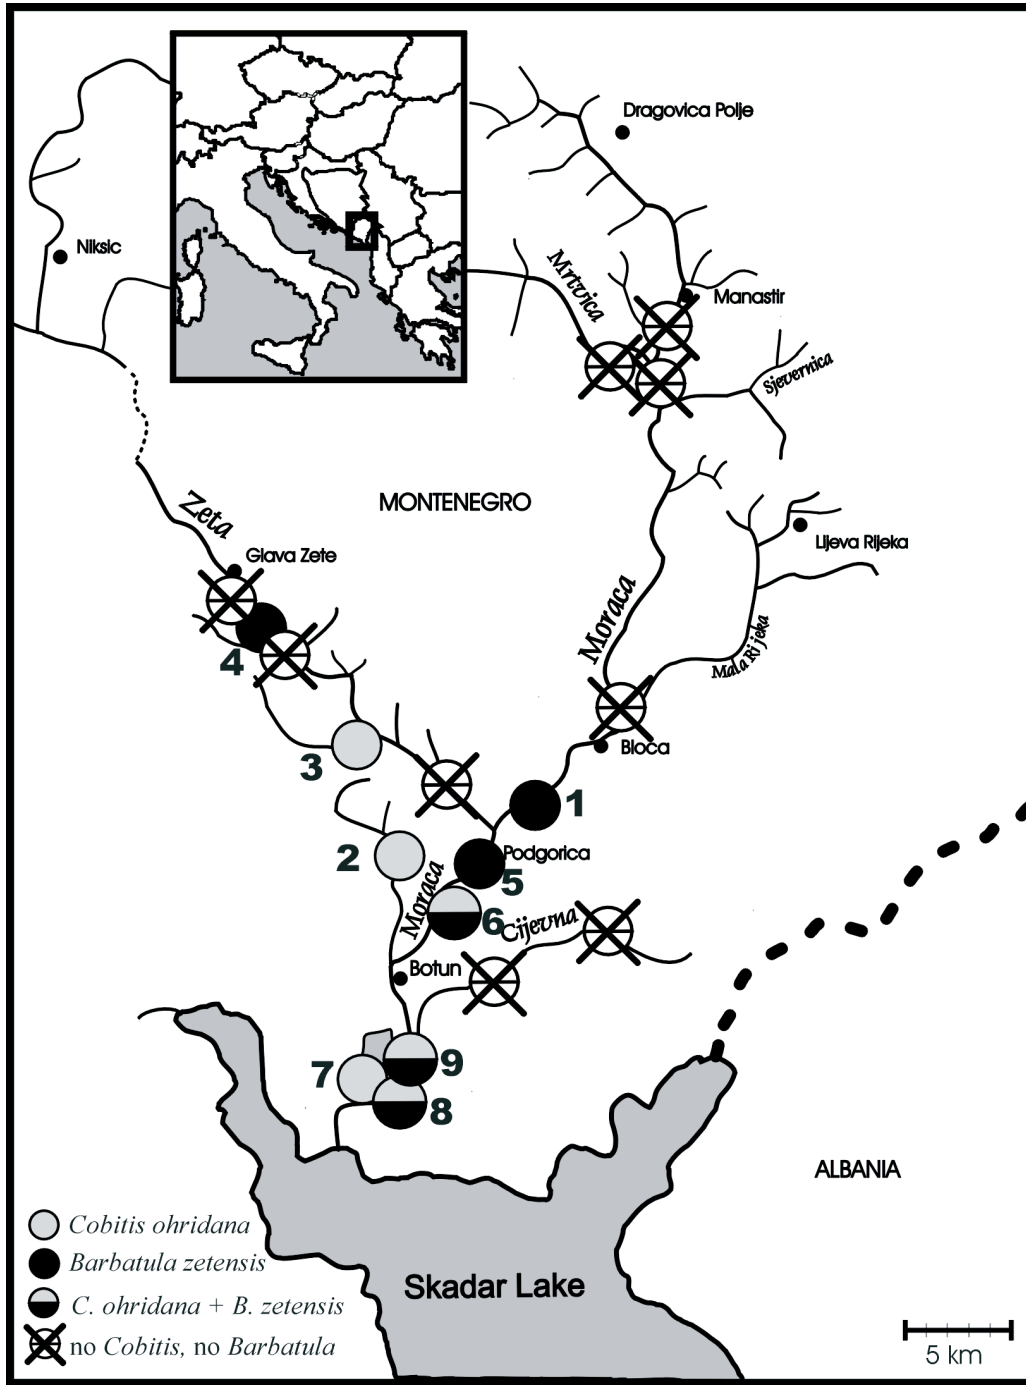 Dragovica Polje
Niksic
Mrtvica
Manastir
Sjevernica
MONTENEGRO
Zeta
Glava Zete
Lijeva Rijeka
Moraca
Mala Rijeka
4
Bloca
3
1
2
Podgorica
5
Moraca
6
Cijevna
Botun
7
9
8
ALBANIA
Cobitis ohridana
Barbatula zetensis
C. ohridana + B. zetensis
no Cobitis, no Barbatula
Skadar Lake
5 km